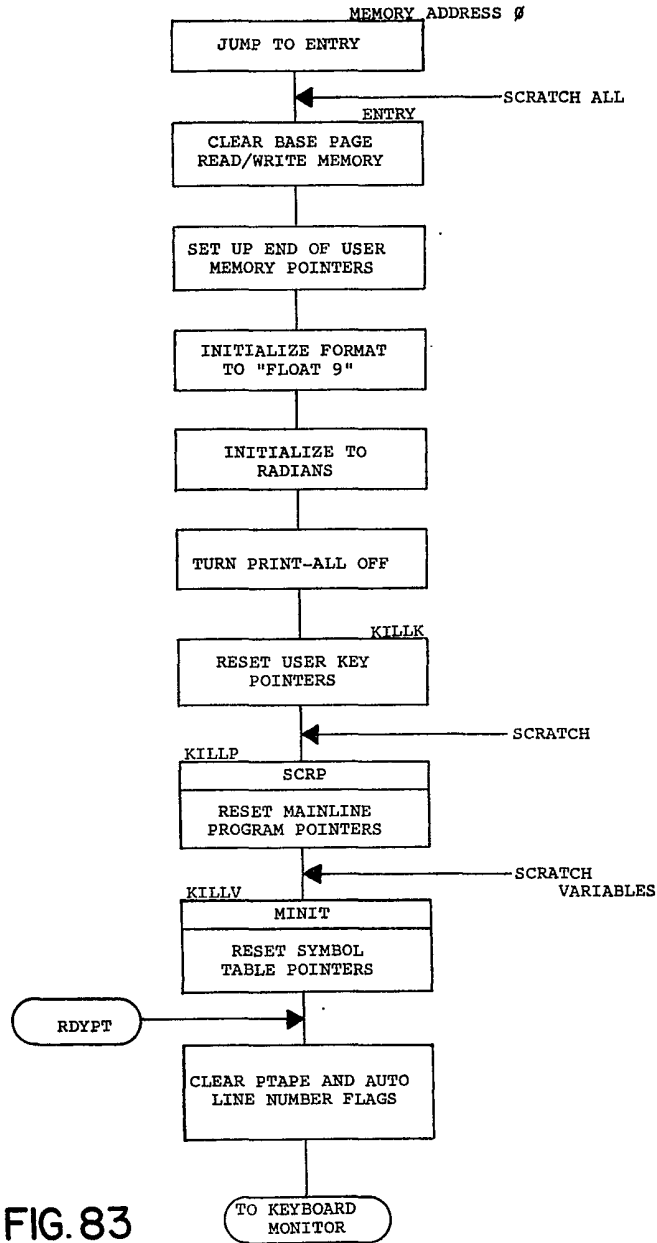 MEMORY ADDRESS Ø
JUMP TO ENTRY
SCRATCH ALL
ENTRY
CLEAR BASE PAGE
READ/WRITE MEMORY
SET UP END OF USER
MEMORY POINTERS
INITIALIZE FORMAT
TO "FLOAT 9"
INITIALIZE TO
RADIANS
TURN PRINT-ALL OFF
KILLK
RESET USER KEY
POINTERS
SCRATCH
KILLP
SCRP
RESET MAINLINE
PROGRAM POINTERS
SCRATCH
VARIABLES
KILLV
MINIT
RESET SYMBOL
TABLE POINTERS
RDYPT
CLEAR PTAPE AND AUTO
LINE NUMBER FLAGS
TO KEYBOARD
MONITOR
FIG. 83